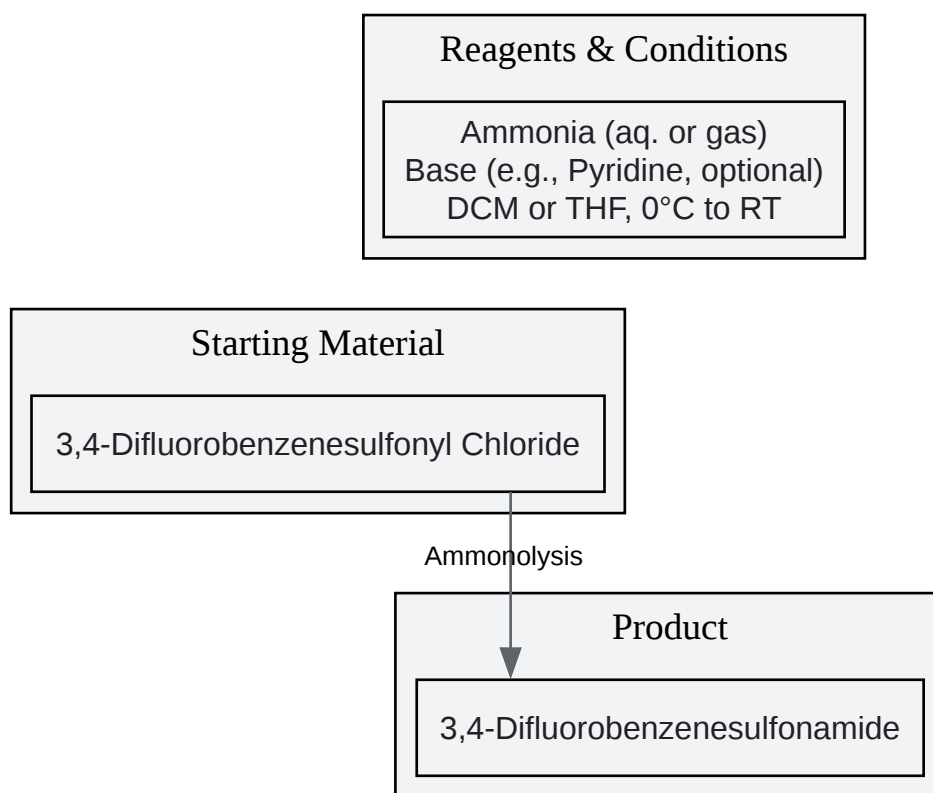 Reagents & Conditions
Ammonia (aq. or gas)
Base (e.g., Pyridine, optional)
DCM or THF, 0°C to RT
Starting Material
3,4-Difluorobenzenesulfonyl Chloride
Ammonolysis
Product
3,4-Difluorobenzenesulfonamide